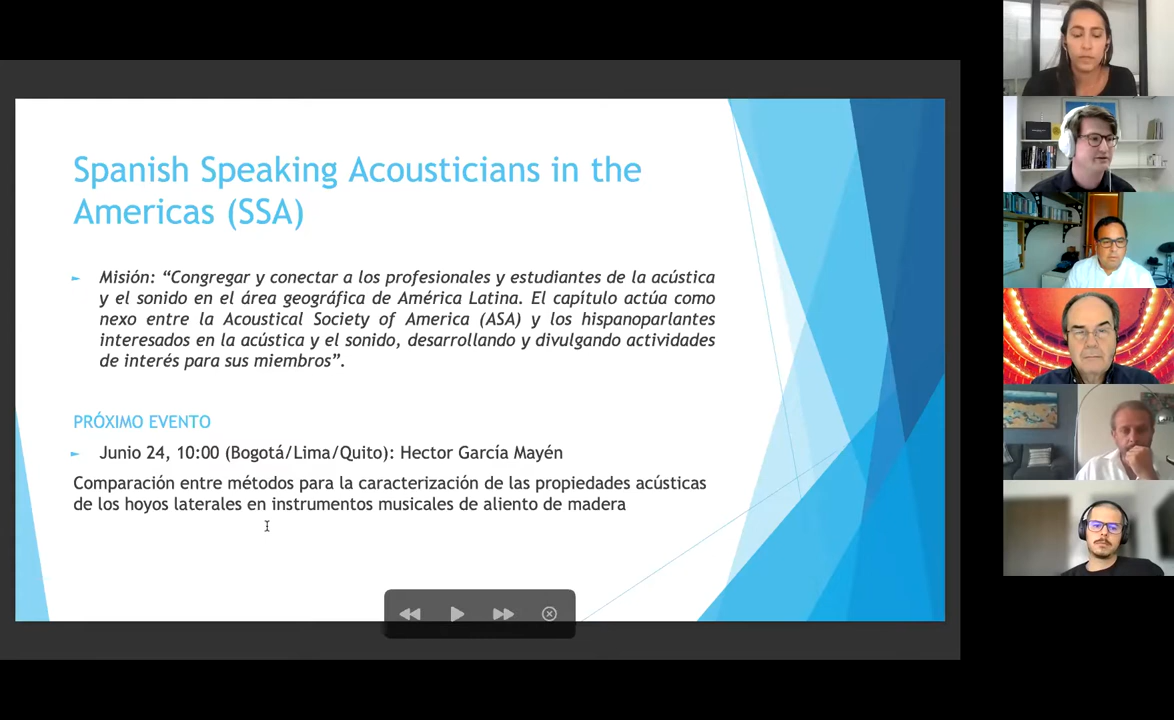 Spanish Speaking Acousticians in the
Americas (SSA)
► Misión: “Congregar y conectar a los profesionales y estudiantes de la acústica
y el sonido en el área geográfica de América Latina. El capítulo actúa como
nexo entre la Acoustical Society of America (ASA) y los hispanoparlantes
interesados en la acústica y el sonido, desarrollando y divulgando actividades
de interés para sus miembros”.
PRÓXIMO EVENTO
► Junio 24, 10:00 (Bogotá/Lima/Quito): Hector García Mayén
Comparación entre métodos para la caracterización de las propiedades acústicas
de los hoyos laterales en instrumentos musicales de aliento de madera